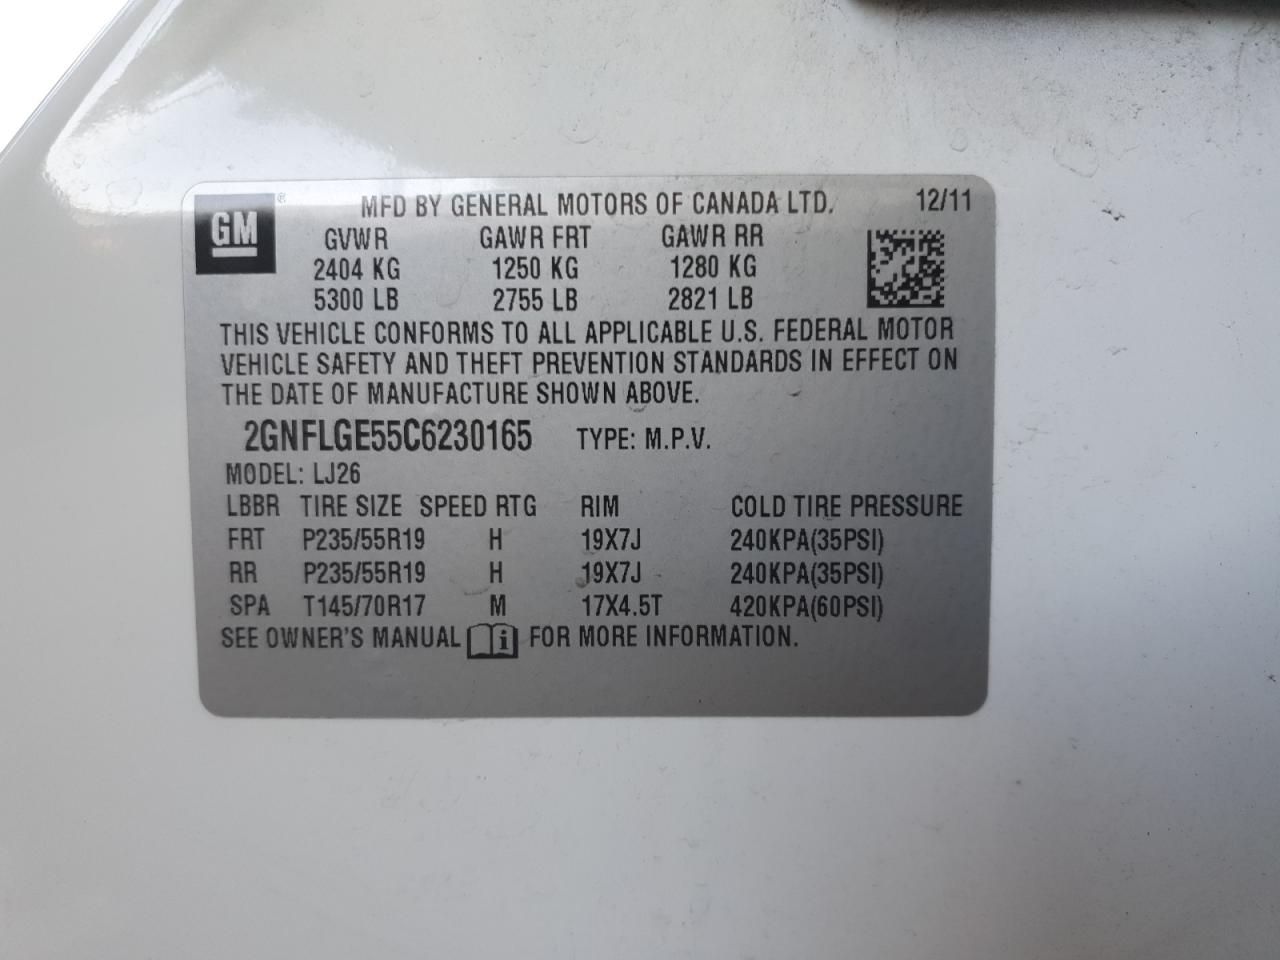 GM ® MFD BY GENERAL MOTORS OF CANADA LTD. 12/11
GVWR GAWR FRT GAWR RR
2404 KG 1250 KG 1280 KG
5300 LB 2755 LB 2821 LB
THIS VEHICLE CONFORMS TO ALL APPLICABLE U.S. FEDERAL MOTOR
VEHICLE SAFETY AND THEFT PREVENTION STANDARDS IN EFFECT ON
THE DATE OF MANUFACTURE SHOWN ABOVE.
2GNFLGE55C6230165 TYPE: M.P.V.
MODEL: LJ26
LBBR TIRE SIZE SPEED RTG RIM COLD TIRE PRESSURE
FRT P235/55R19 H 19X7J 240KPA(35PSI)
RR P235/55R19 H 19X7J 240KPA(35PSI)
SPA T145/70R17 M 17X4.5T 420KPA(60PSI)
SEE OWNER'S MANUAL i FOR MORE INFORMATION.